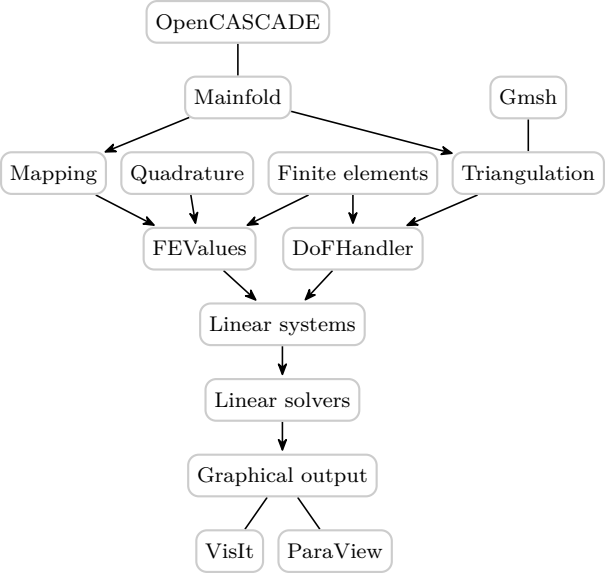 OpenCASCADE
Mainfold
Gmsh
Mapping
Quadrature
Finite elements
Triangulation
FEValues
DoFHandler
Linear systems
Linear solvers
Graphical output
VisIt
ParaView